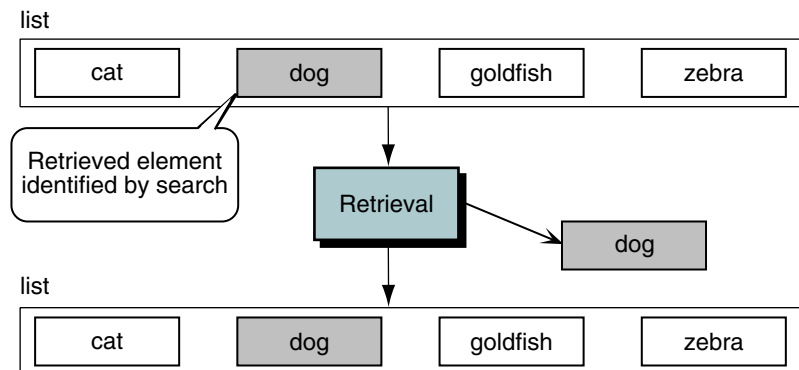 list
cat dog goldfish zebra
Retrieved element
identified by search
Retrieval
dog
list
cat dog goldfish zebra